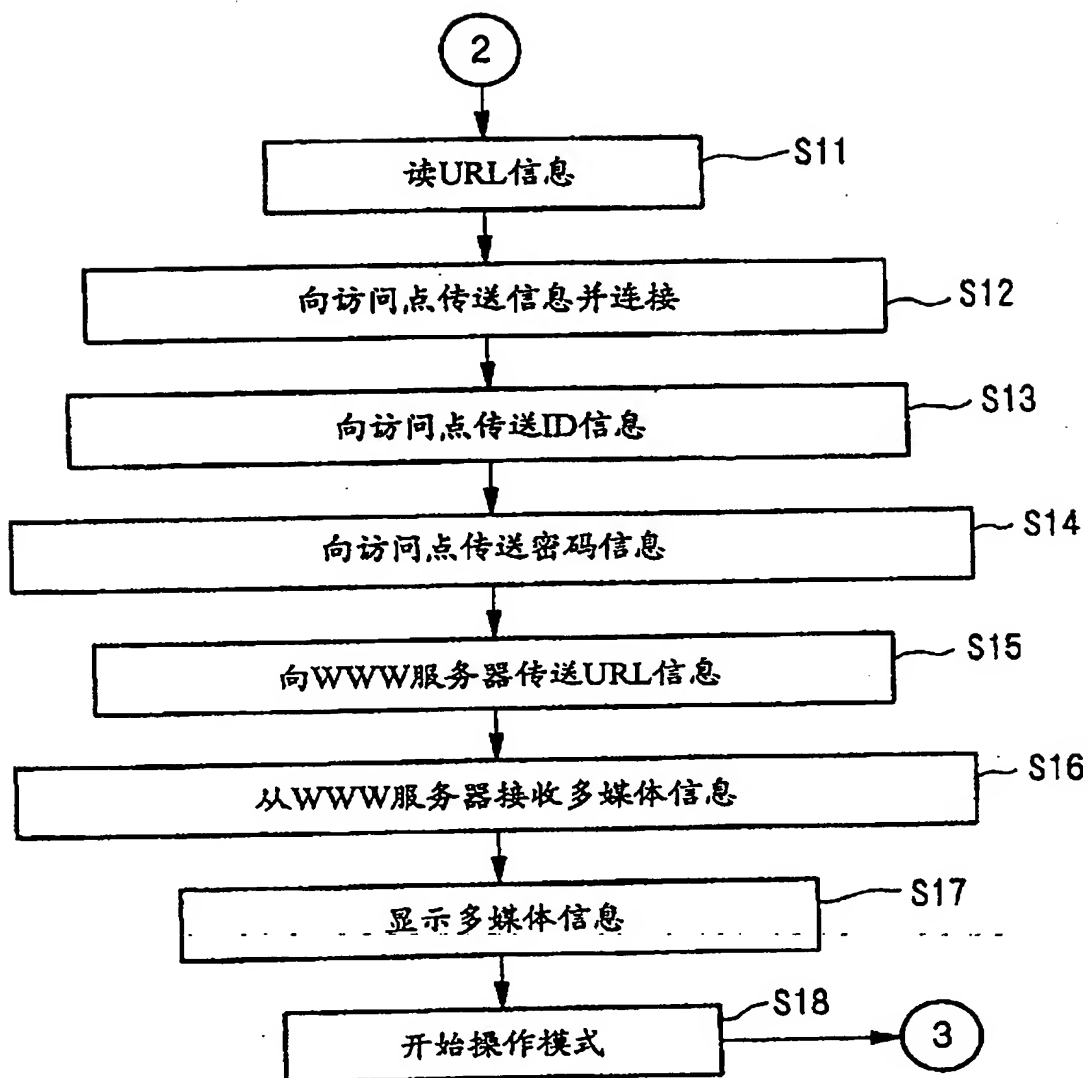 2
读URL信息
S11
向访问点传送信息并连接
S12
向访问点传送ID信息
S13
向访问点传送密码信息
S14
向WWW服务器传送URL信息
S15
从WWW服务器接收多媒体信息
S16
显示多媒体信息
S17
开始操作模式
S18
3